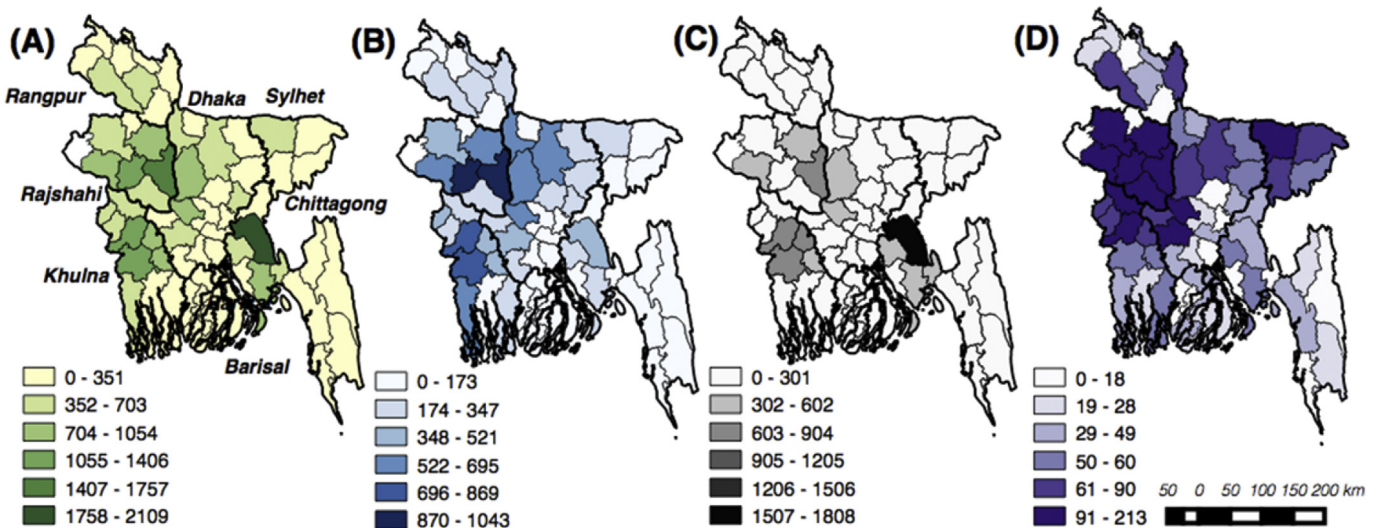 (A)
(B)
(C)
(D)
Rangpur
Dhaka
Sylhet
Rajshahi
Chittagong
Khulna
Barisal
0 - 351
352 - 703
704 - 1054
1055 - 1406
1407 - 1757
1758 - 2109
0 - 173
174 - 347
348 - 521
522 - 695
696 - 869
870 - 1043
0 - 301
302 - 602
603 - 904
905 - 1205
1206 - 1506
1507 - 1808
0 - 18
19 - 28
29 - 49
50 - 60
61 - 90
91 - 213
50 0 50 100 150 200 km